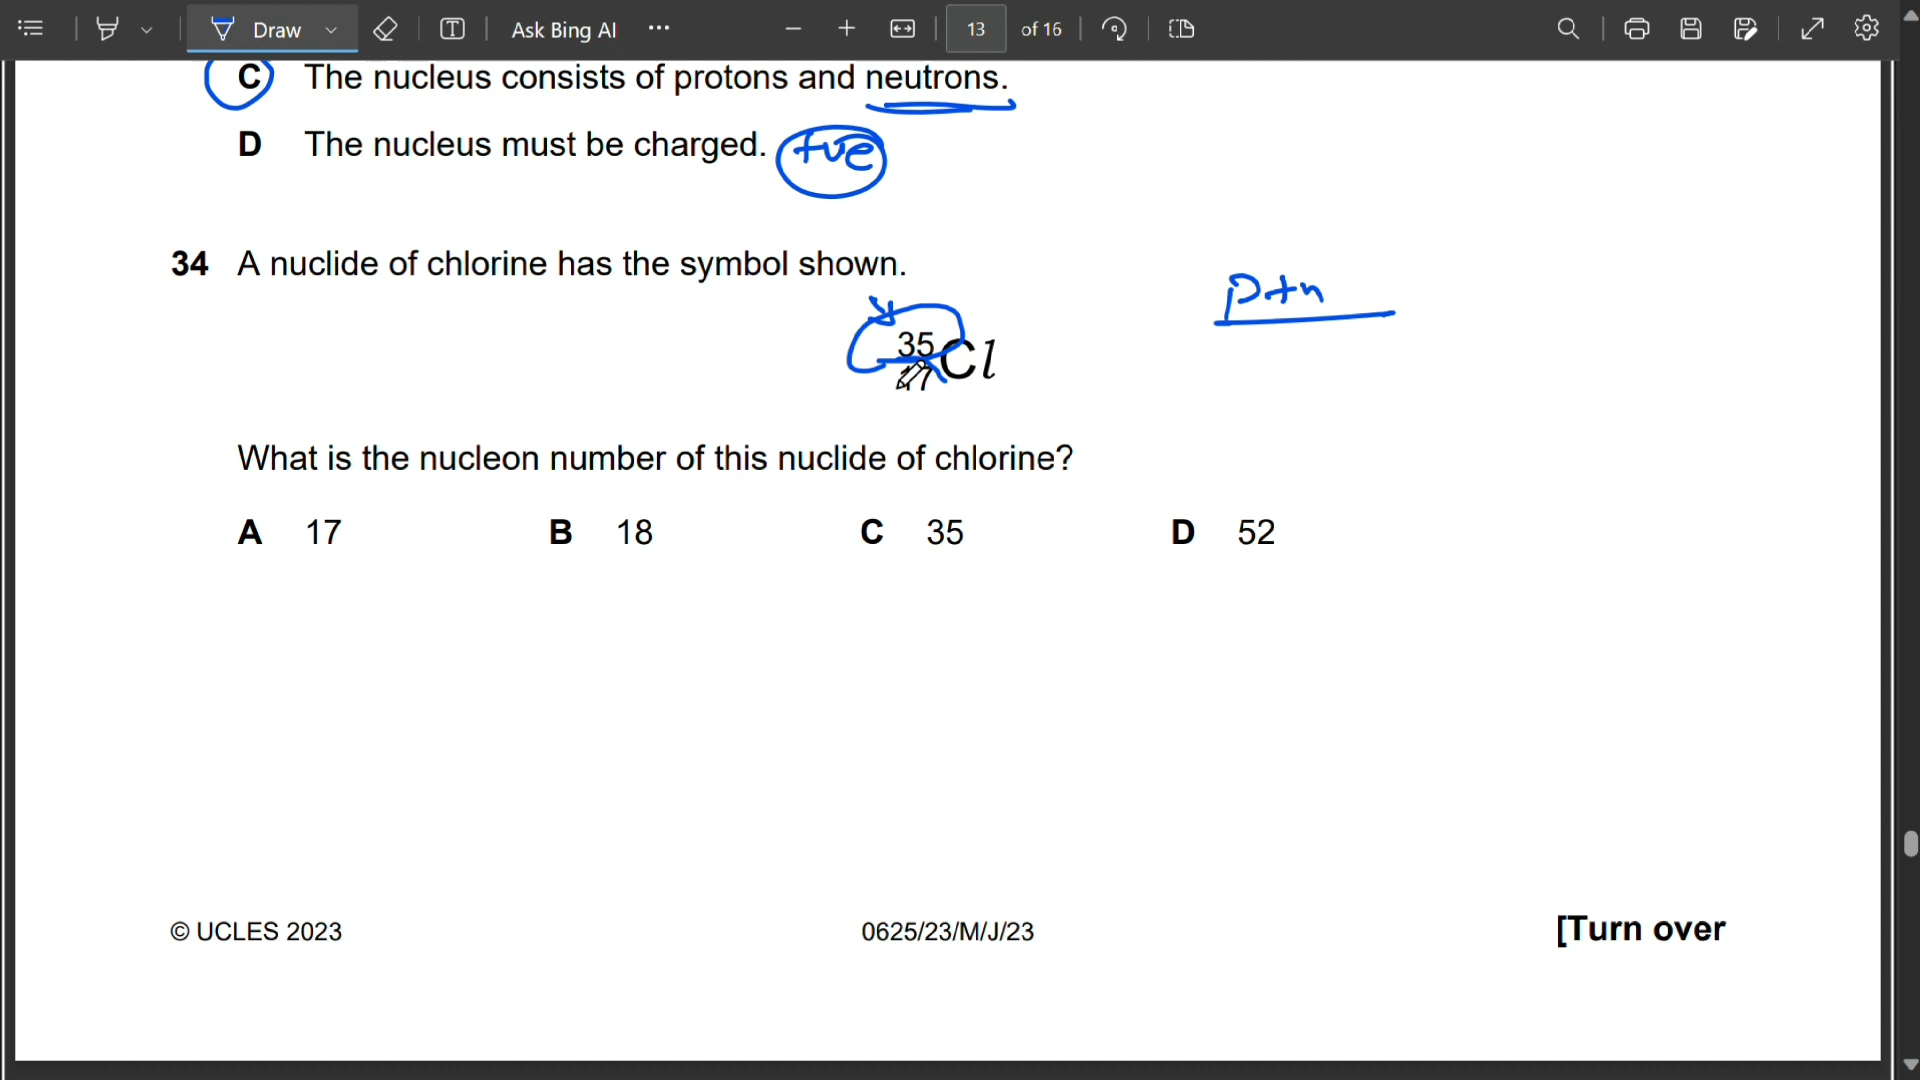 Draw
Ask Bing AI
13 of 16
C The nucleus consists of protons and neutrons.
D The nucleus must be charged. +ve
34 A nuclide of chlorine has the symbol shown.
p+n
35
17 Cl
What is the nucleon number of this nuclide of chlorine?
A 17 B 18 C 35 D 52
© UCLES 2023 0625/23/M/J/23 [Turn over